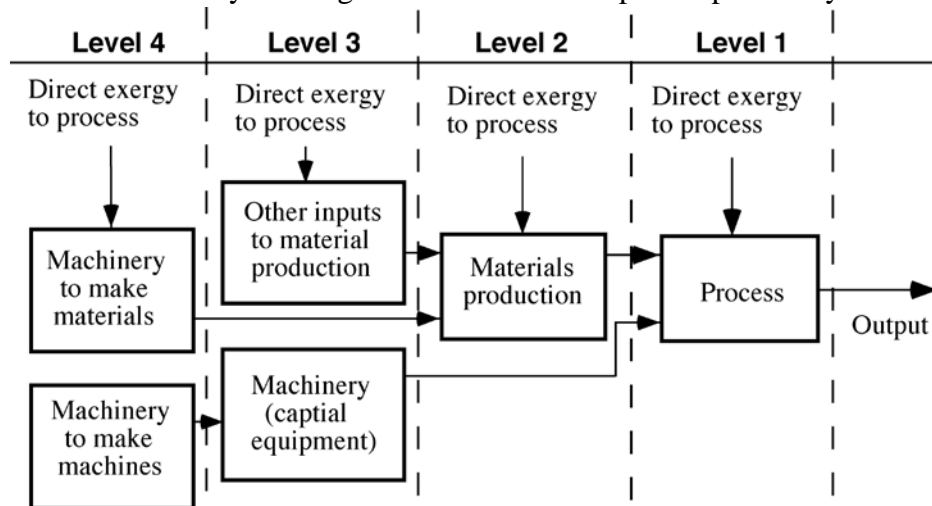 Level 4
Level 3
Level 2
Level 1
Direct exergy
to process
Direct exergy
to process
Direct exergy
to process
Direct exergy
to process
Machinery
to make
materials
Other inputs
to material
production
Materials
production
Process
Output
Machinery
to make
machines
Machinery
(captial
equipment)